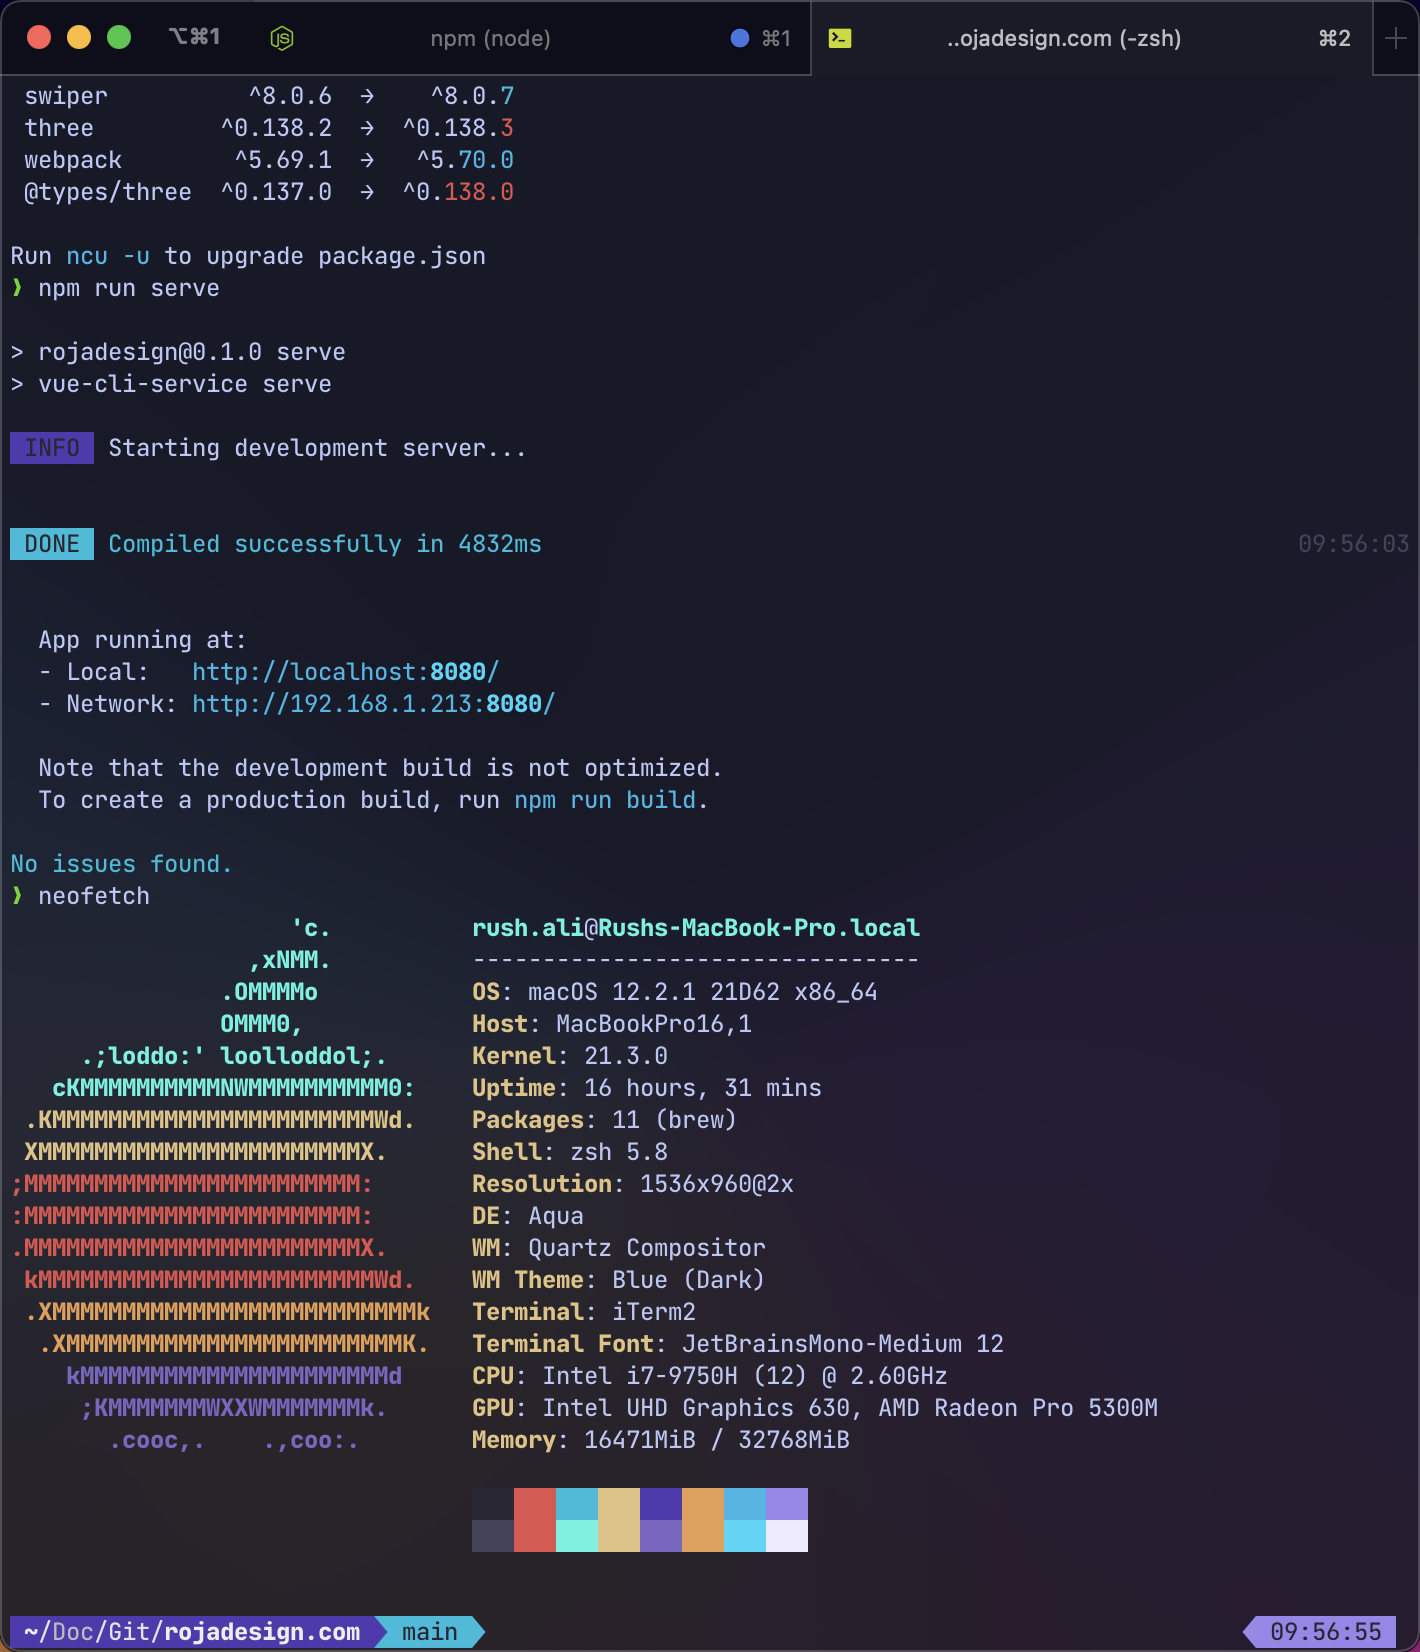 ⌥⌘1 JS npm (node) ⌘1 >_ ..ojadesign.com (-zsh) ⌘2 +
swiper ^8.0.6 → ^8.0.7
three ^0.138.2 → ^0.138.3
webpack ^5.69.1 → ^5.70.0
@types/three ^0.137.0 → ^0.138.0
Run ncu -u to upgrade package.json
❯ npm run serve
> rojadesign@0.1.0 serve
> vue-cli-service serve
INFO Starting development server...
DONE Compiled successfully in 4832ms 09:56:03
App running at:
- Local: http://localhost:8080/
- Network: http://192.168.1.213:8080/
Note that the development build is not optimized.
To create a production build, run npm run build.
No issues found.
❯ neofetch
'c. rush.ali@Rushs-MacBook-Pro.local
,xNMM. --------------------------------
.OMMMMo OS: macOS 12.2.1 21D62 x86_64
OMMM0, Host: MacBookPro16,1
.;loddo:' loolloddol;. Kernel: 21.3.0
cKMMMMMMMMMMNWMMMMMMMMMM0: Uptime: 16 hours, 31 mins
.KMMMMMMMMMMMMMMMMMMMMMMMWd. Packages: 11 (brew)
XMMMMMMMMMMMMMMMMMMMMMMMX. Shell: zsh 5.8
;MMMMMMMMMMMMMMMMMMMMMMMM: Resolution: 1536x960@2x
:MMMMMMMMMMMMMMMMMMMMMMMM: DE: Aqua
.MMMMMMMMMMMMMMMMMMMMMMMMX. WM: Quartz Compositor
kMMMMMMMMMMMMMMMMMMMMMMMMWd. WM Theme: Blue (Dark)
.XMMMMMMMMMMMMMMMMMMMMMMMMMMk Terminal: iTerm2
.XMMMMMMMMMMMMMMMMMMMMMMMMK. Terminal Font: JetBrainsMono-Medium 12
kMMMMMMMMMMMMMMMMMMMMMMd CPU: Intel i7-9750H (12) @ 2.60GHz
;KMMMMMMMWXXWMMMMMMMk. GPU: Intel UHD Graphics 630, AMD Radeon Pro 5300M
.cooc,. .,coo:. Memory: 16471MiB / 32768MiB
~/Doc/Git/rojadesign.com main 09:56:55